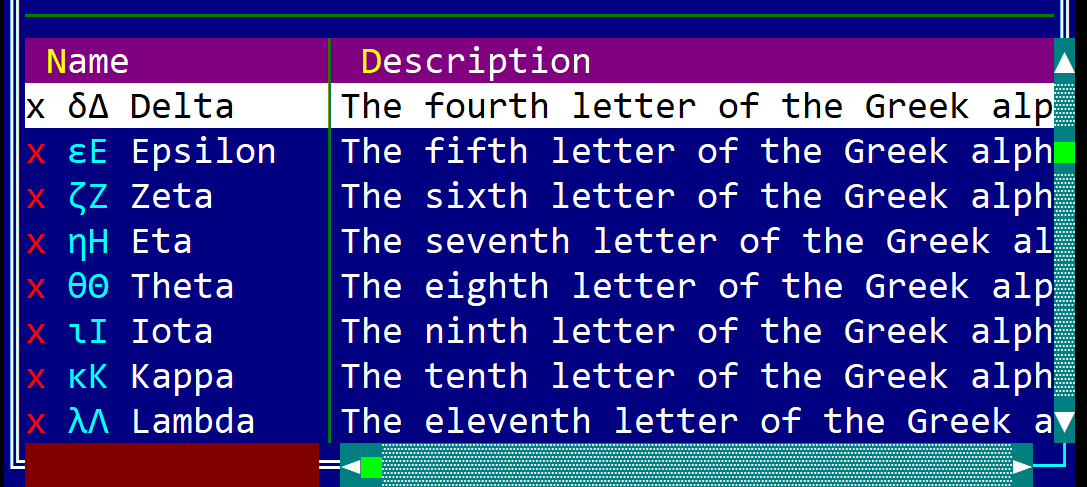 Name Description
x δΔ Delta The fourth letter of the Greek alp
x εΕ Epsilon The fifth letter of the Greek alph
x ζΖ Zeta The sixth letter of the Greek alph
x ηΗ Eta The seventh letter of the Greek al
x θΘ Theta The eighth letter of the Greek alp
x ιΙ Iota The ninth letter of the Greek alph
x κΚ Kappa The tenth letter of the Greek alph
x λΛ Lambda The eleventh letter of the Greek a